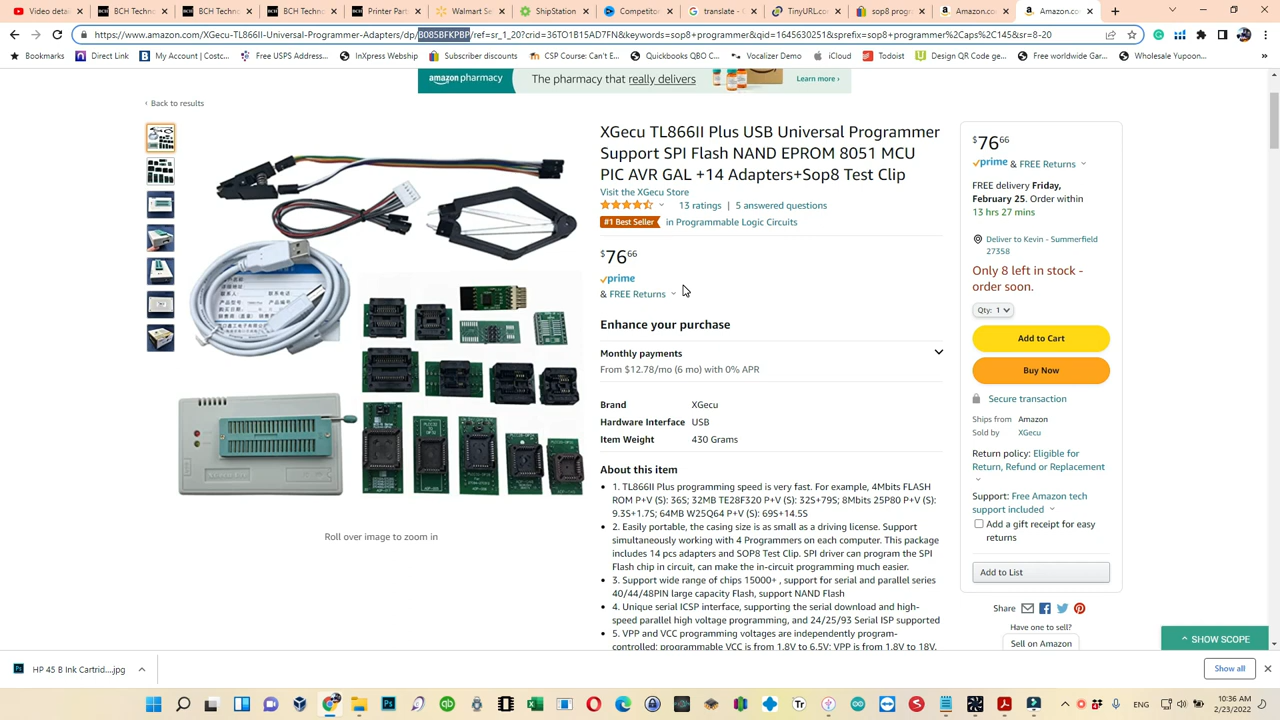 Video detai
BCH Techno
BCH Techno
BCH Techno
Printer Part
Walmart Se
ShipStation
Competitor
Translate -
sop8 progr
Amazon.co
Amazon.co
https://www.amazon.com/XGecu-TL866II-Universal-Programmer-Adapters/dp/B085BFKPBP/ref=sr_1_20?crid=36TO1B15AD7FN&keywords=sop8+programmer&qid=1645630251&sprefix=sop8+programmer%2Caps%2C145&sr=8-20
Bookmarks
Direct Link
My Account | Costc...
Free USPS Address...
InXpress Webship
Subscriber discounts
CSP Course: Can't E...
Quickbooks QBO C...
Vocalizer Demo
iCloud
Todoist
Design QR Code ge...
Free worldwide Gar...
Wholesale Yupoon...
»
amazon pharmacy
The pharmacy that really delivers
Learn more ›
‹ Back to results
XGecu TL866II Plus USB Universal Programmer
Support SPI Flash NAND EPROM 8051 MCU
PIC AVR GAL +14 Adapters+Sop8 Test Clip
Visit the XGecu Store
13 ratings | 5 answered questions
#1 Best Seller in Programmable Logic Circuits
$76⁶⁶
prime
& FREE Returns
Enhance your purchase
Monthly payments
From $12.78/mo (6 mo) with 0% APR
Brand XGecu
Hardware Interface USB
Item Weight 430 Grams
About this item
• 1. TL866II Plus programming speed is very fast. For example, 4Mbits FLASH
ROM P+V (S): 36S; 32MB TE28F320 P+V (S): 32S+79S; 8Mbits 25P80 P+V (S):
9.3S+1.7S; 64MB W25Q64 P+V (S): 69S+14.5S
• 2. Easily portable, the casing size is as small as a driving license. Support
simultaneously working with 4 Programmers on each computer. This package
includes 14 pcs adapters and SOP8 Test Clip. SPI driver can program the SPI
Flash chip in circuit, can make the in-circuit programming much easier.
• 3. Support wide range of chips 15000+ , support for serial and parallel series
40/44/48PIN large capacity Flash, support NAND Flash
• 4. Unique serial ICSP interface, supporting the serial download and high-
speed parallel high voltage programming, and 24/25/93 Serial ISP supported
• 5. VPP and VCC programming voltages are independently program-
controlled: programmable VCC is from 1.8V to 6.5V; VPP is from 1.8V to 18V.
Roll over image to zoom in
$76⁶⁶
prime & FREE Returns
FREE delivery Friday,
February 25. Order within
13 hrs 27 mins
Deliver to Kevin - Summerfield
27358
Only 8 left in stock -
order soon.
Qty: 1
Add to Cart
Buy Now
Secure transaction
Ships from Amazon
Sold by XGecu
Return policy: Eligible for
Return, Refund or Replacement
Support: Free Amazon tech
support included
Add a gift receipt for easy
returns
Add to List
Share
Have one to sell?
Sell on Amazon
SHOW SCOPE
HP 45 B Ink Cartrid....jpg
Show all
10:36 AM
2/23/2022